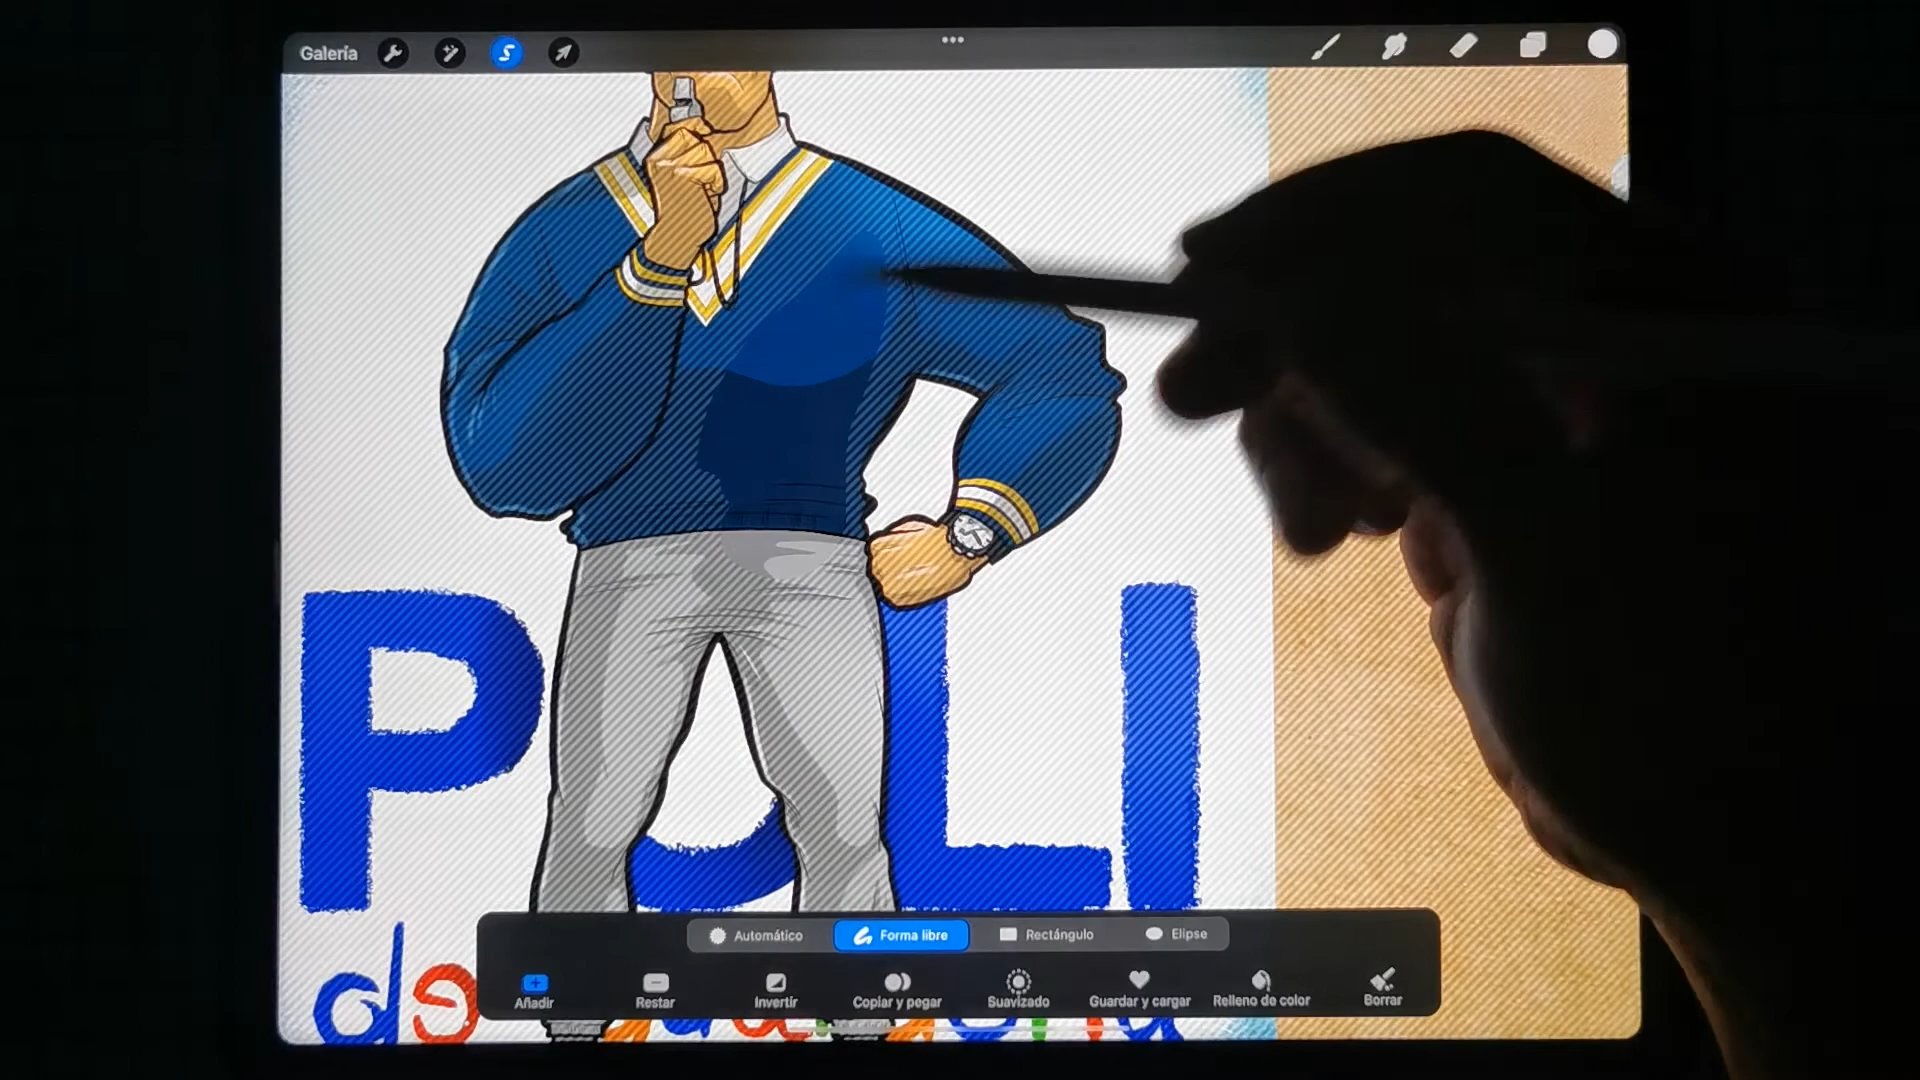 Galería
POLI
de
Automático Forma libre Rectángulo Elipse
Añadir Restar Invertir Copiar y pegar Suavizado Guardar y cargar Relleno de color Borrar